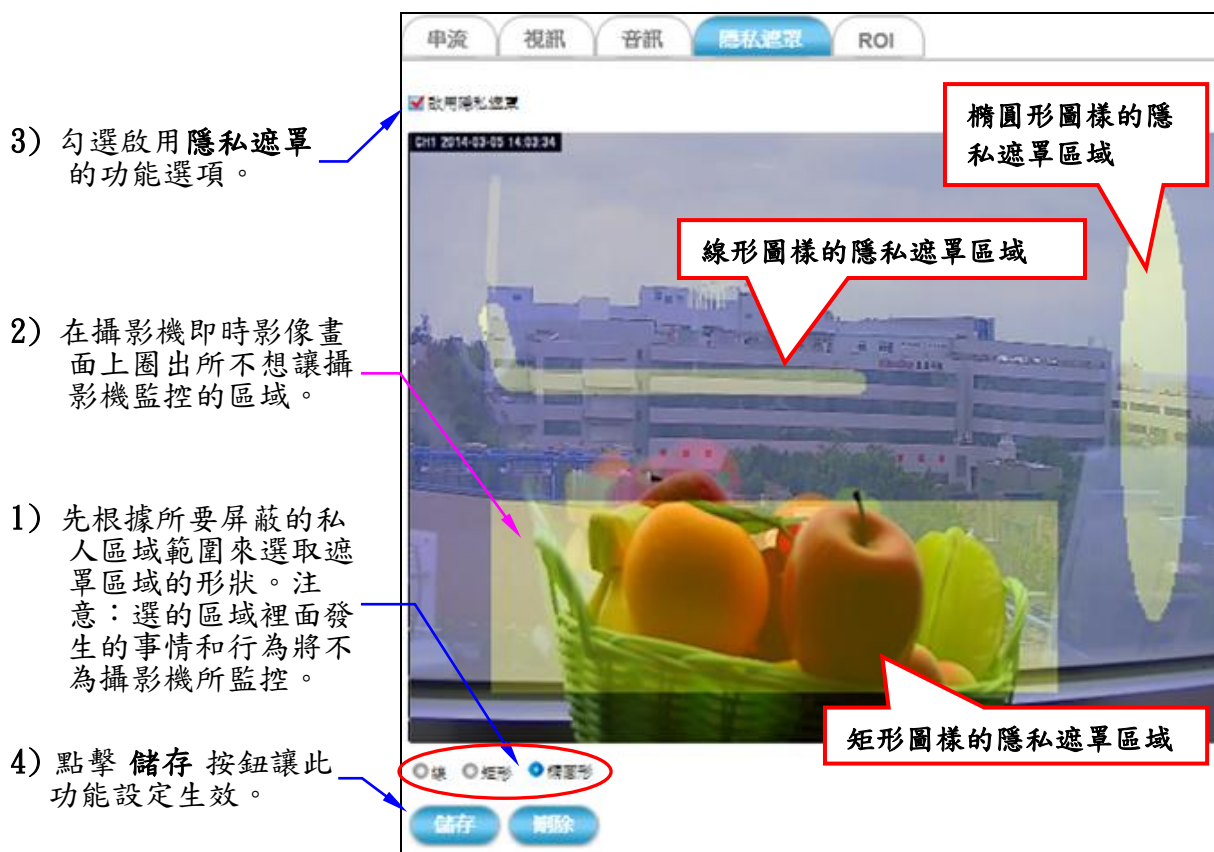 串流 視訊 音訊 隱私遮罩 ROI
啟用隱私遮罩
CH1 2014-03-05 14:03:34
椭圓形圖樣的隱
私遮罩區域
3) 勾選啟用隱私遮罩
的功能選項。
線形圖樣的隱私遮罩區域
2) 在攝影機即時影像畫
面上圈出所不想讓攝
影機監控的區域。
1) 先根據所要屏蔽的私
人區域範圍來選取遮
罩區域的形狀。注
意：選的區域裡面發
生的事情和行為將不
為攝影機所監控。
矩形圖樣的隱私遮罩區域
4) 點擊 儲存 按鈕讓此
功能設定生效。
線 矩形 橢圓形
儲存 刪除